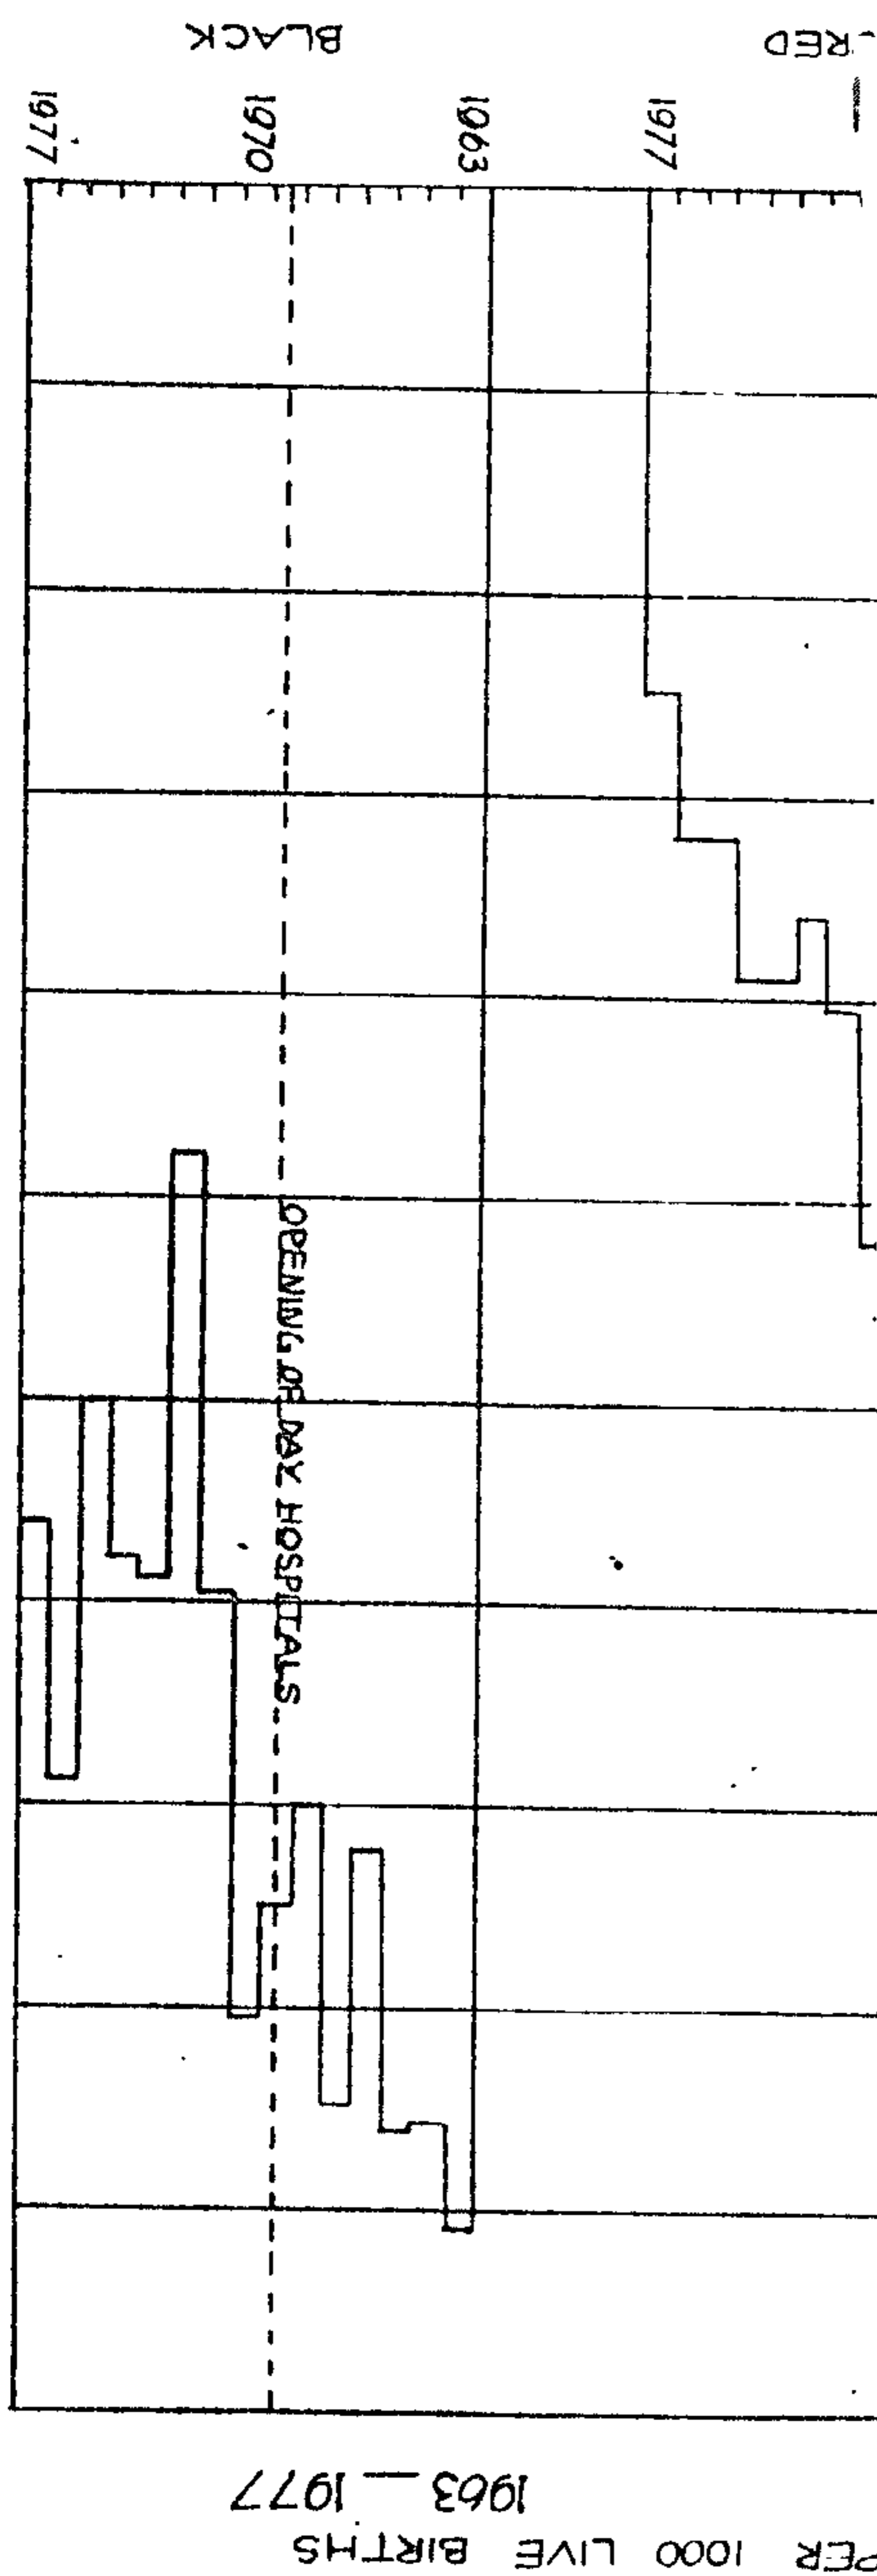 PER 1000 LIVE BIRTHS
1963 — 1977
OPENING OF DAY HOSPITALS
1977
1963
1970
1977
RED
BLACK